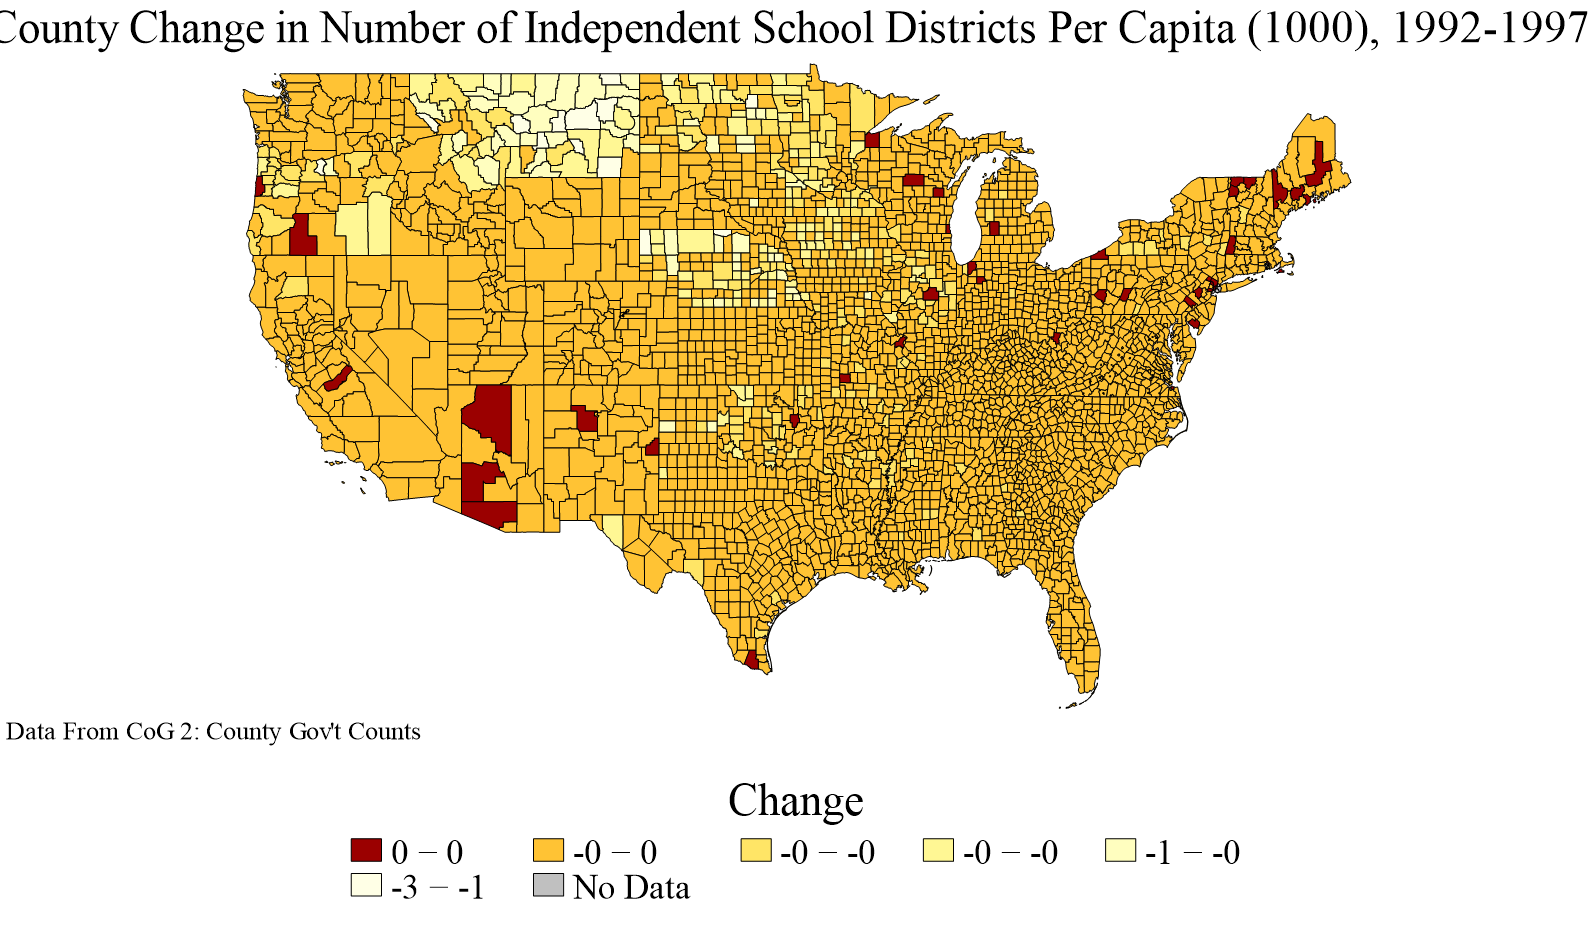 County Change in Number of Independent School Districts Per Capita (1000), 1992-1997
Data From CoG 2: County Gov't Counts
Change
0 − 0
-0 − 0
-0 − -0
-0 − -0
-1 − -0
-3 − -1
No Data